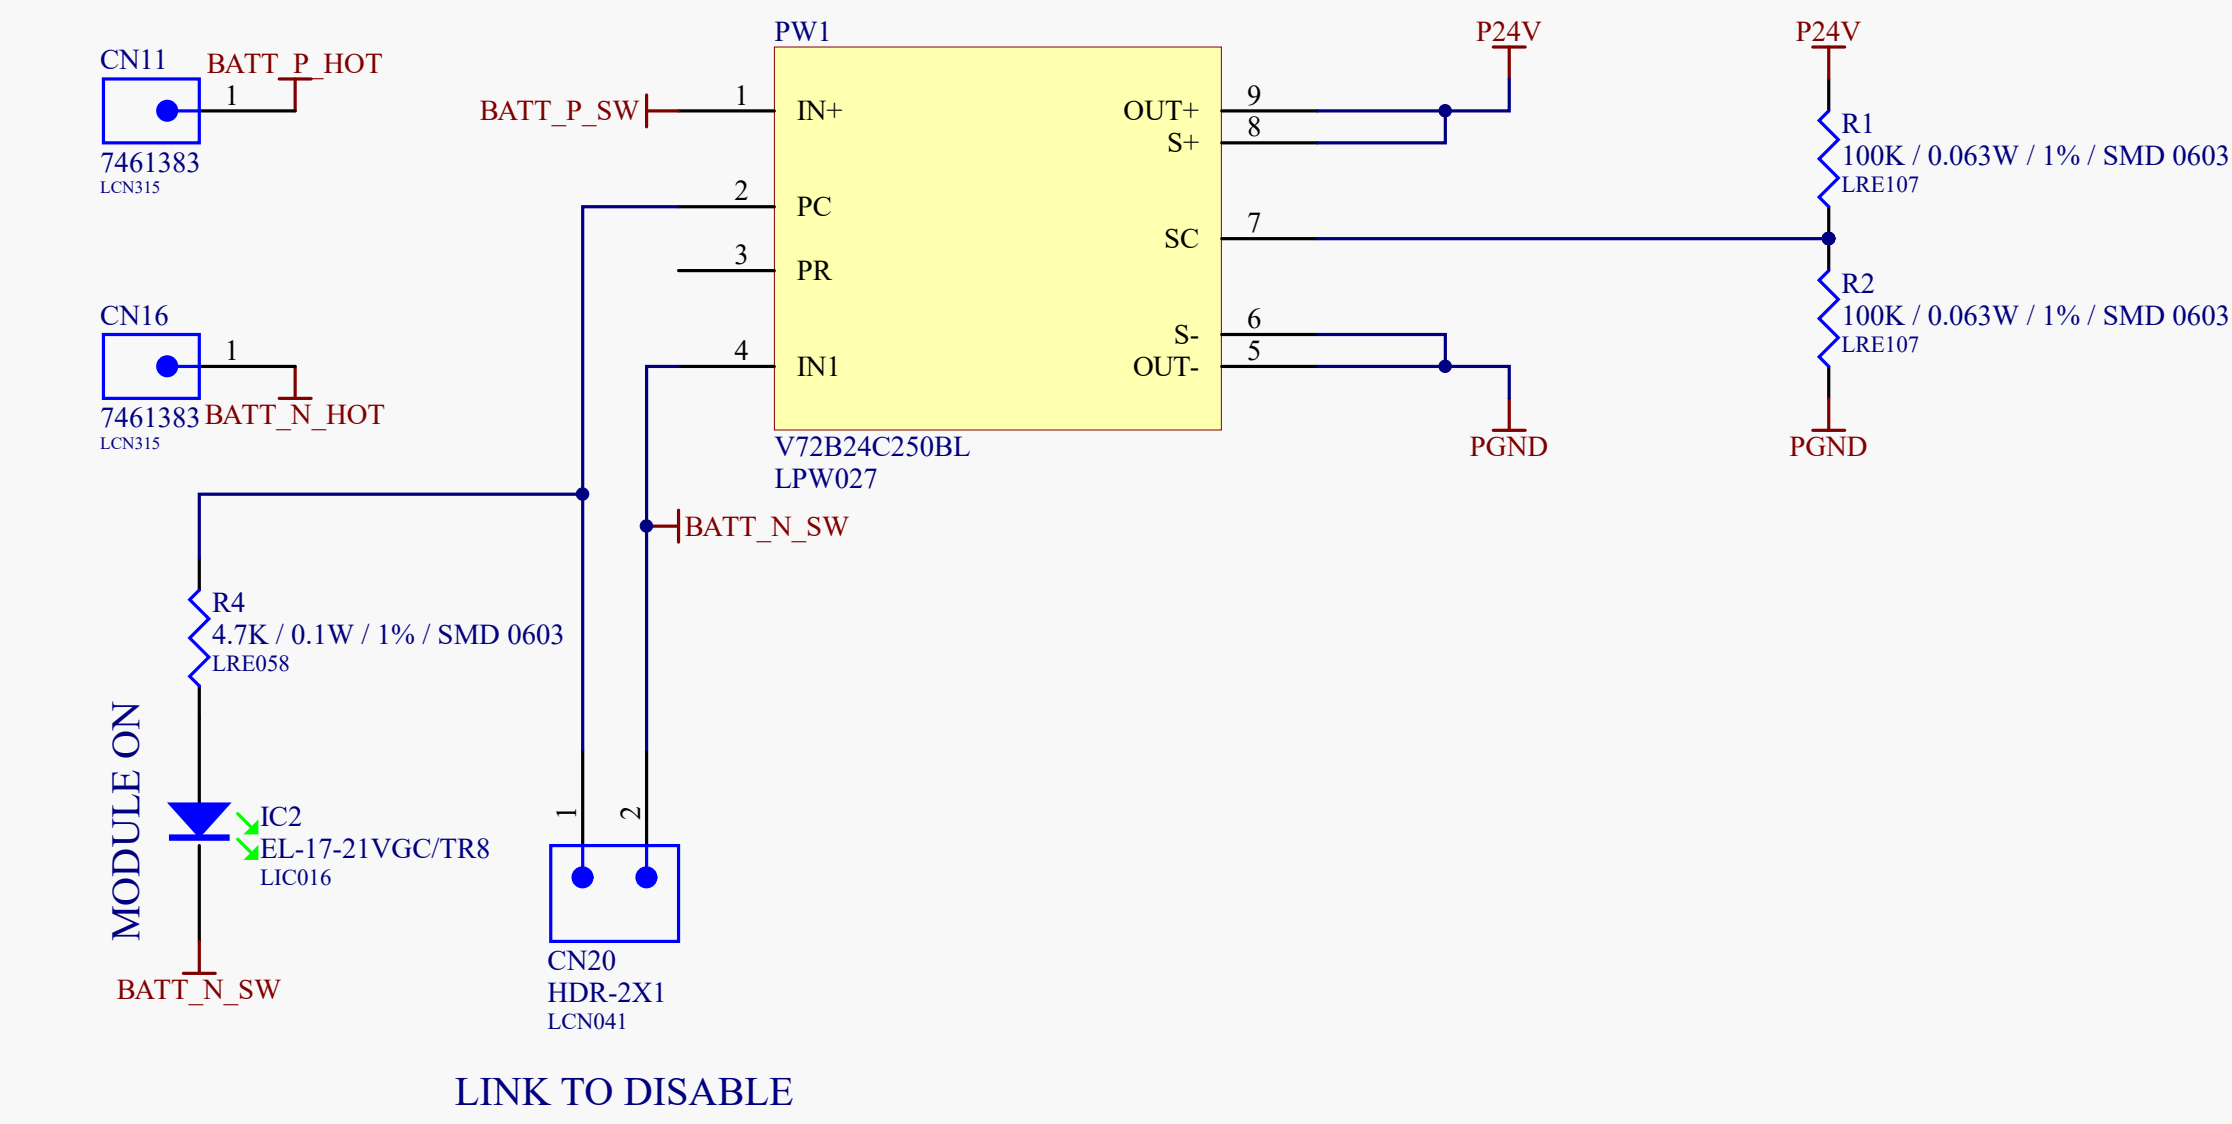 CN11
BATT_P_HOT
1
7461383
LCN315
CN16
1
7461383
BATT_N_HOT
LCN315
PW1
BATT_P_SW
1
IN+
2
PC
3
PR
4
IN1
OUT+
9
S+
8
SC
7
S-
6
OUT-
5
V72B24C250BL
LPW027
P24V
PGND
P24V
R1
100K / 0.063W / 1% / SMD 0603
LRE107
R2
100K / 0.063W / 1% / SMD 0603
LRE107
PGND
BATT_N_SW
R4
4.7K / 0.1W / 1% / SMD 0603
LRE058
MODULE ON
IC2
EL-17-21VGC/TR8
LIC016
BATT_N_SW
1
2
CN20
HDR-2X1
LCN041
LINK TO DISABLE